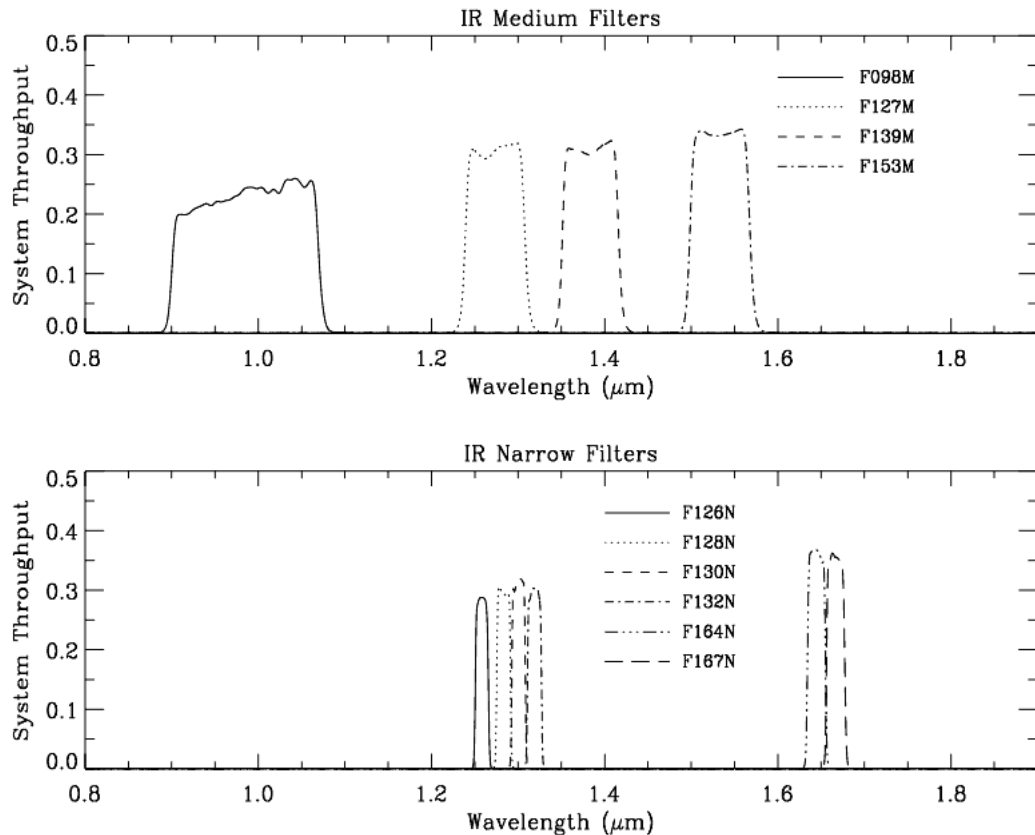 IR Medium Filters
0.5
0.4
0.3
0.2
0.1
0.0
System Throughput
F098M
F127M
F139M
F153M
0.8 1.0 1.2 1.4 1.6 1.8
Wavelength (μm)
IR Narrow Filters
0.5
0.4
0.3
0.2
0.1
0.0
System Throughput
F126N
F128N
F130N
F132N
F164N
F167N
0.8 1.0 1.2 1.4 1.6 1.8
Wavelength (μm)